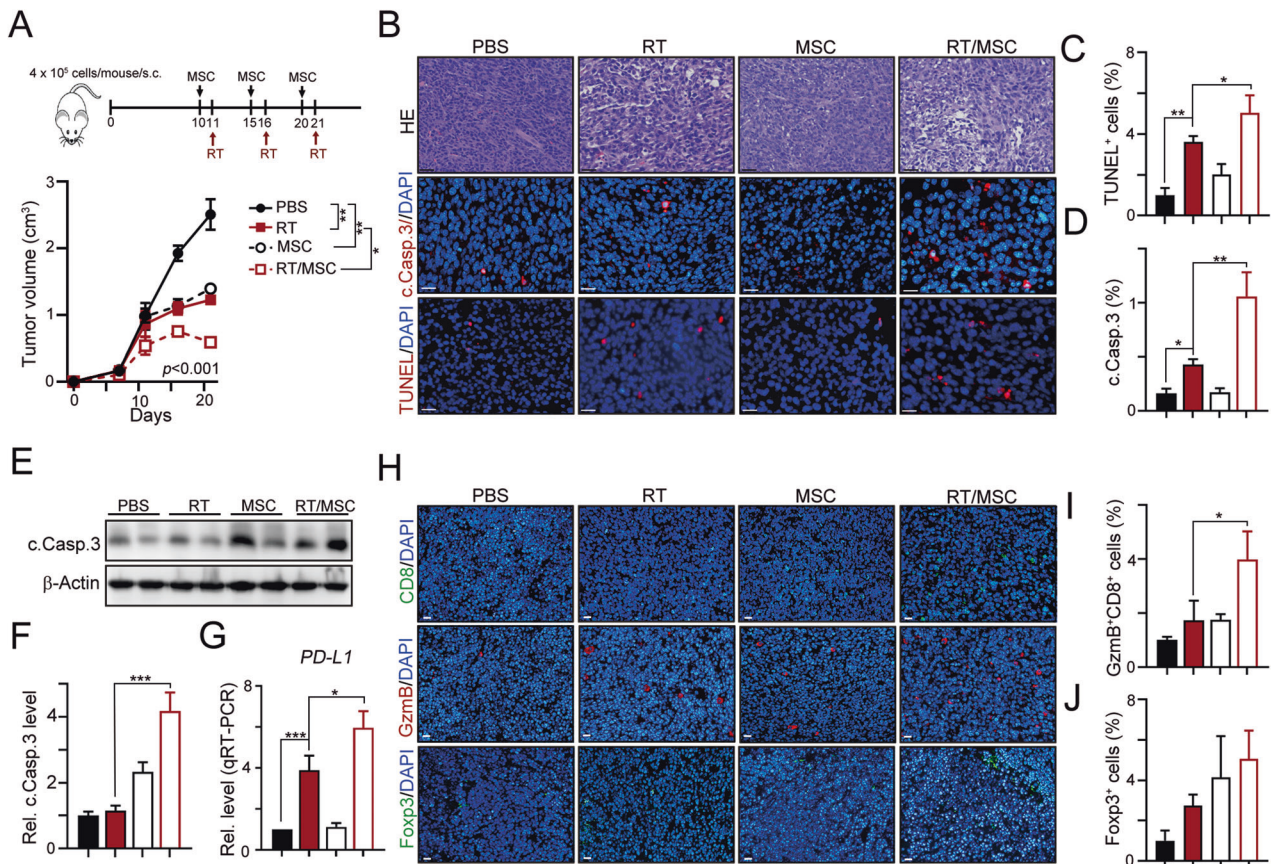 A
4 x 10⁵ cells/mouse/s.c.
MSC MSC MSC
0 1011 1516 20 21
RT RT RT
Tumor volume (cm³)
3
2
1
0
0 10 20
Days
PBS
RT
MSC
RT/MSC
**
**
*
p<0.001
B
PBS RT MSC RT/MSC
HE
c.Casp.3/DAPI
TUNEL/DAPI
C
TUNEL⁺ cells (%)
8
4
0
**
*
D
c.Casp.3 (%)
1
0
*
**
E
PBS RT MSC RT/MSC
c.Casp.3
β-Actin
F
Rel. c.Casp.3 level
4
2
0
***
G
PD-L1
Rel. level (qRT-PCR)
8
4
0
***
*
H
PBS RT MSC RT/MSC
CD8/DAPI
GzmB/DAPI
Foxp3/DAPI
I
GzmB⁺CD8⁺ cells (%)
8
4
0
*
J
Foxp3⁺ cells (%)
8
4
0